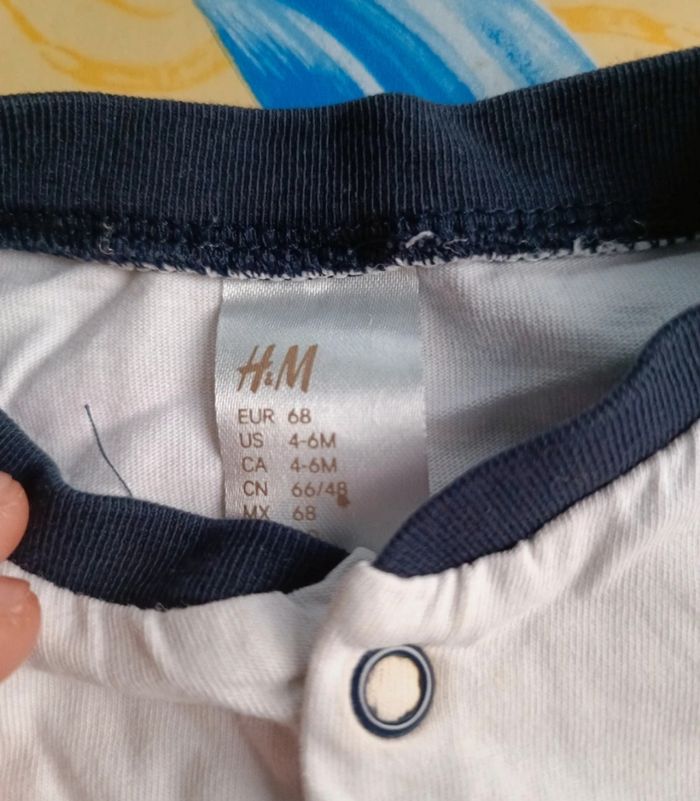 H&M
EUR 68
US 4-6M
CA 4-6M
CN 66/48
MX 68